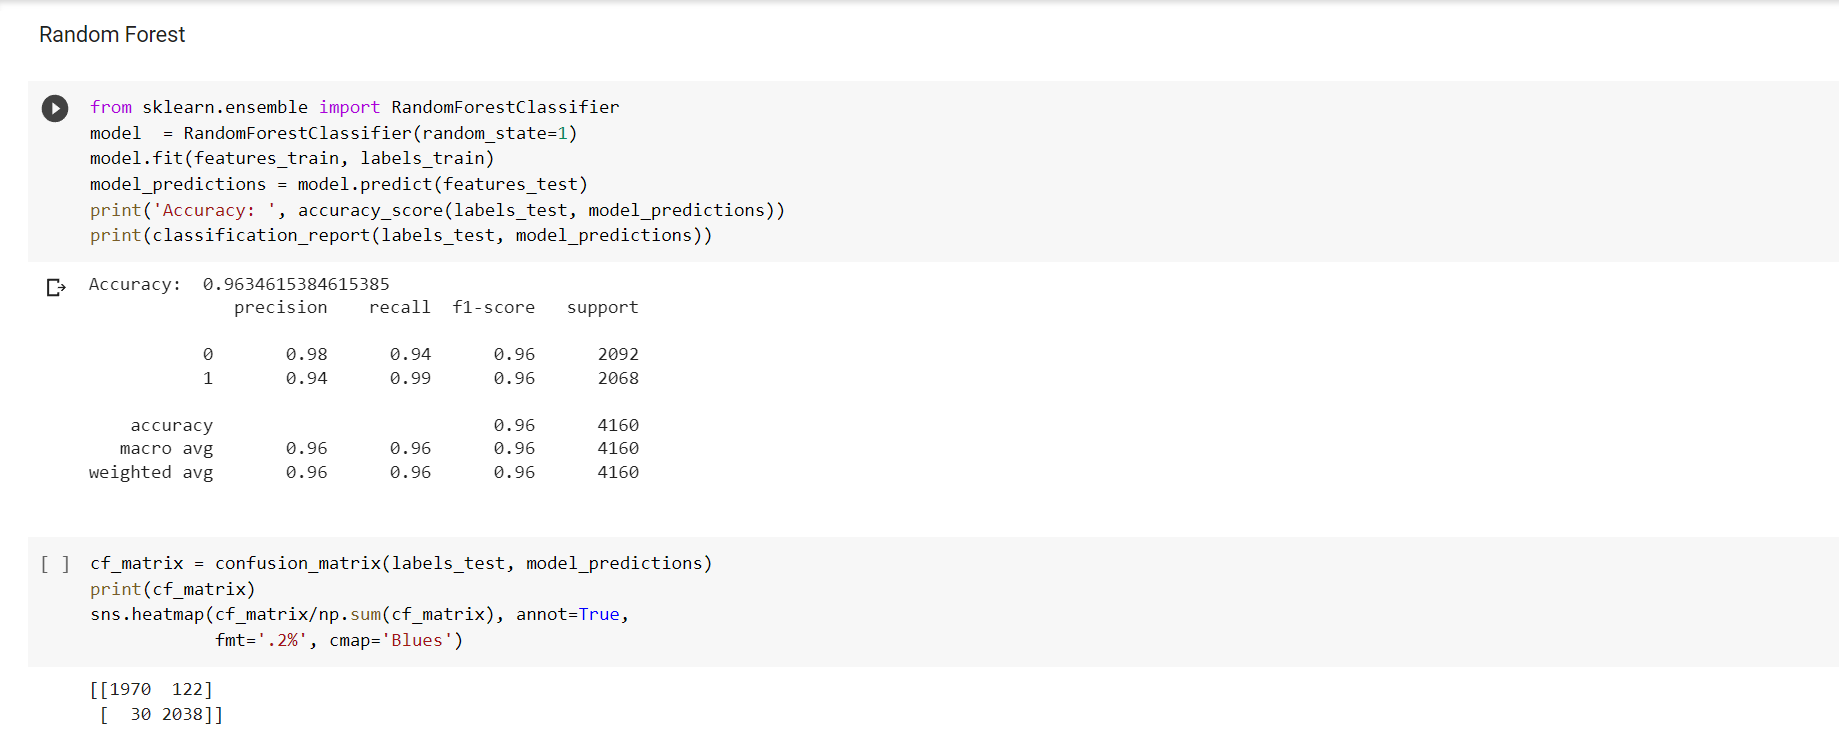 Random Forest
from sklearn.ensemble import RandomForestClassifier
model  = RandomForestClassifier(random_state=1)
model.fit(features_train, labels_train)
model_predictions = model.predict(features_test)
print('Accuracy: ', accuracy_score(labels_test, model_predictions))
print(classification_report(labels_test, model_predictions))
Accuracy:  0.9634615384615385
              precision    recall  f1-score   support
           0       0.98      0.94      0.96      2092
           1       0.94      0.99      0.96      2068
    accuracy                           0.96      4160
   macro avg       0.96      0.96      0.96      4160
weighted avg       0.96      0.96      0.96      4160
[ ] cf_matrix = confusion_matrix(labels_test, model_predictions)
print(cf_matrix)
sns.heatmap(cf_matrix/np.sum(cf_matrix), annot=True,
            fmt='.2%', cmap='Blues')
[[1970  122]
 [  30 2038]]